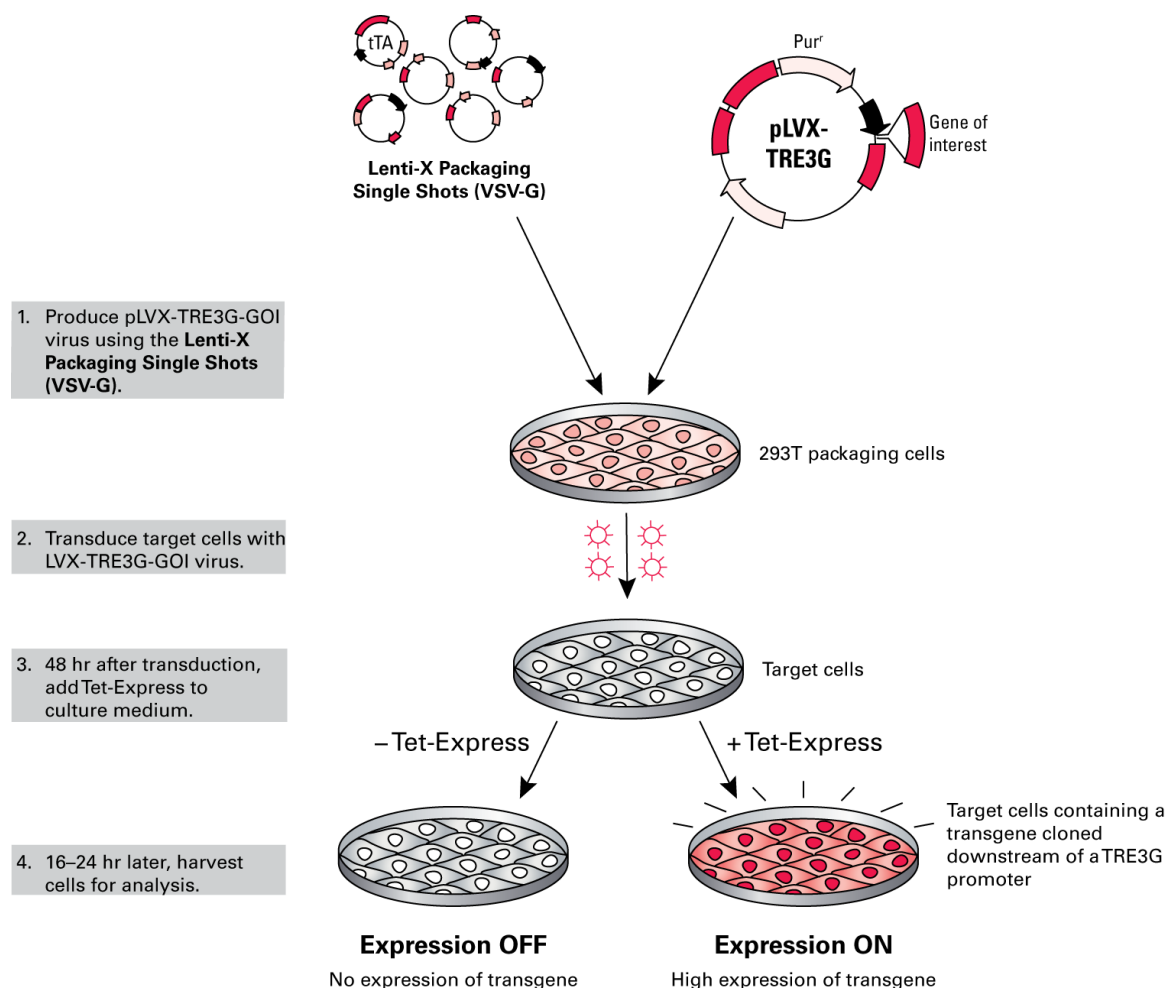 tTA
Lenti-X Packaging
Single Shots (VSV-G)
Purʳ
pLVX-
TRE3G
Gene of
interest
1. Produce pLVX-TRE3G-GOI
virus using the Lenti-X
Packaging Single Shots
(VSV-G).
293T packaging cells
2. Transduce target cells with
LVX-TRE3G-GOI virus.
3. 48 hr after transduction,
add Tet-Express to
culture medium.
Target cells
– Tet-Express
+ Tet-Express
4. 16–24 hr later, harvest
cells for analysis.
Target cells containing a
transgene cloned
downstream of a TRE3G
promoter
Expression OFF
No expression of transgene
Expression ON
High expression of transgene